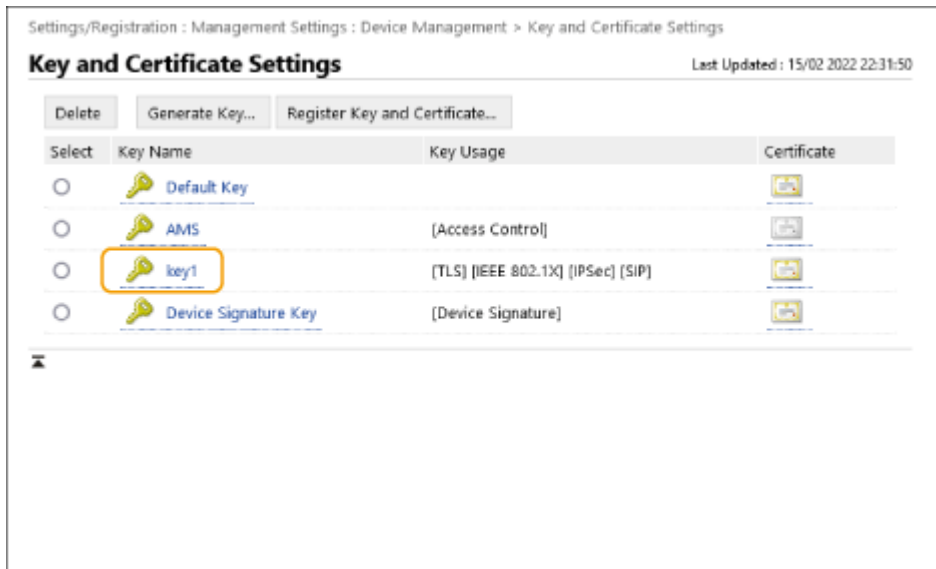 Settings/Registration : Management Settings : Device Management > Key and Certificate Settings
Key and Certificate Settings
Last Updated : 15/02 2022 22:31:50
Delete
Generate Key...
Register Key and Certificate...
Select Key Name Key Usage Certificate
Default Key
AMS [Access Control]
key1 [TLS] [IEEE 802.1X] [IPSec] [SIP]
Device Signature Key [Device Signature]